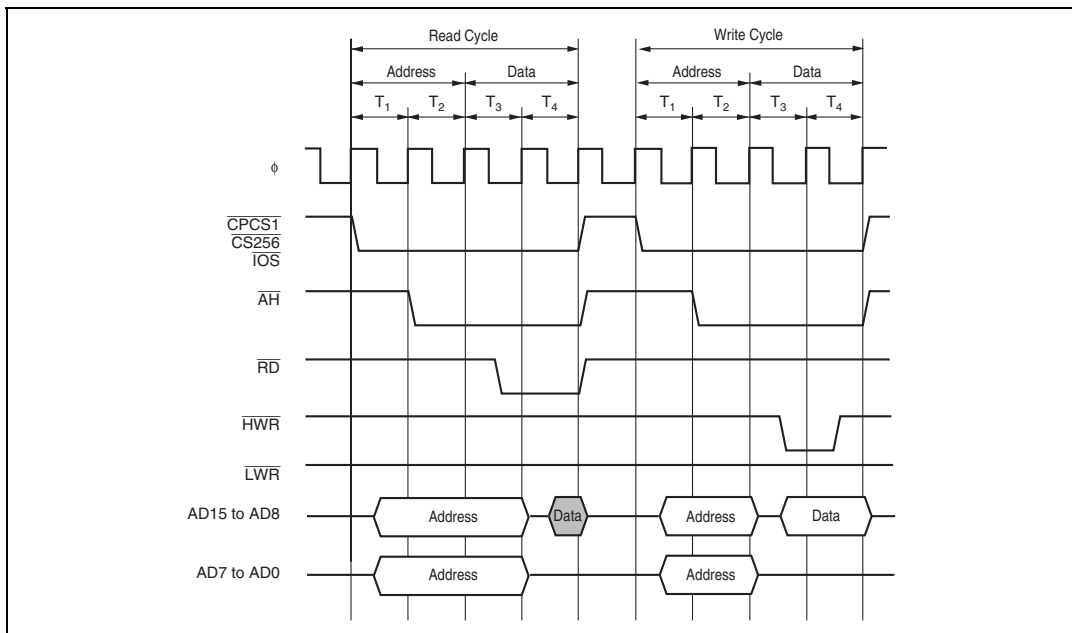 Read Cycle Write Cycle
Address Data Address Data
T1 T2 T3 T4 T1 T2 T3 T4
ϕ
CPCS1
CS256
IOS
AH
RD
HWR
LWR
AD15 to AD8 Address Data Address Data
AD7 to AD0 Address Address